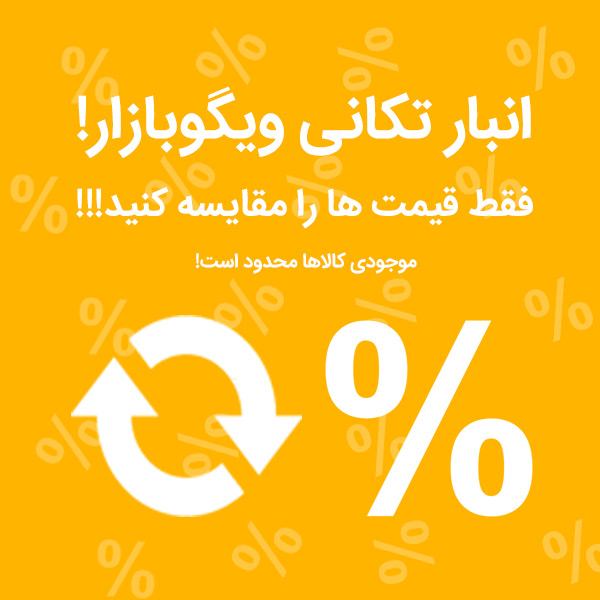 انبار تکانی ویگوبازار!
فقط قیمت ها را مقایسه کنید!!!
موجودی کالاها محدود است!
%